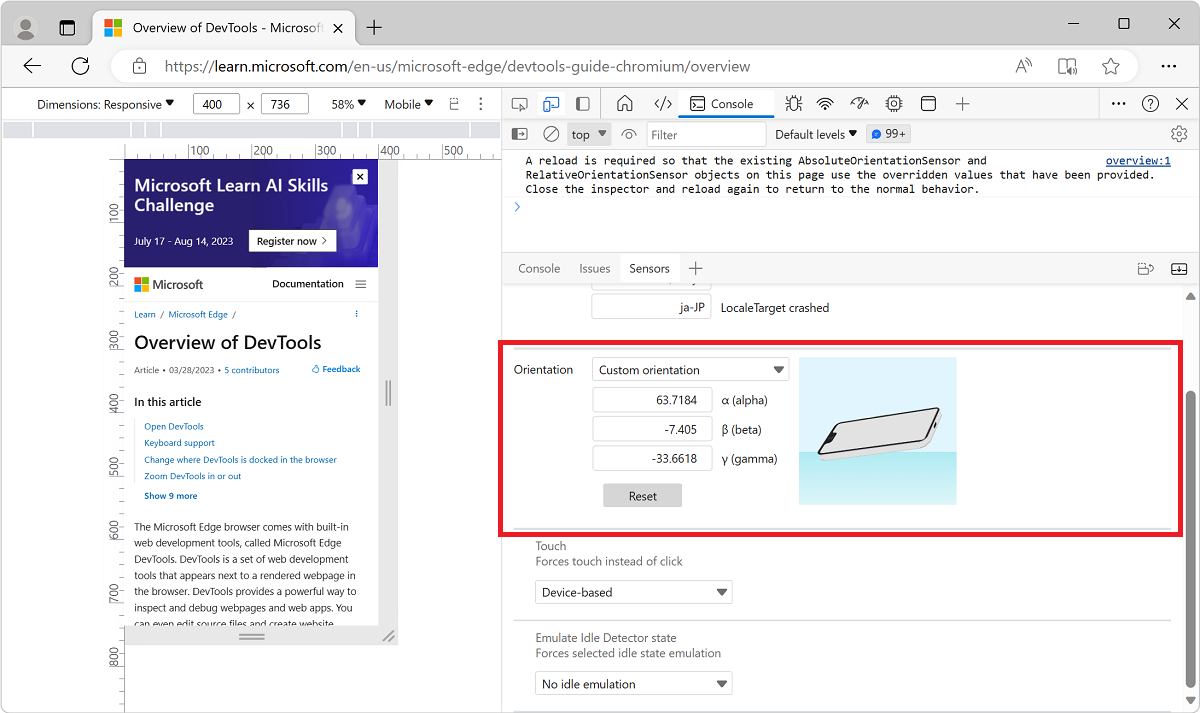 Overview of DevTools - Microsoft
https://learn.microsoft.com/en-us/microsoft-edge/devtools-guide-chromium/overview
Dimensions: Responsive 400 × 736 58% Mobile
100 200 300 400 500
100
200
300
400
500
600
700
800
Microsoft Learn AI Skills
Challenge
July 17 - Aug 14, 2023 Register now
Microsoft Documentation
Learn / Microsoft Edge /
Overview of DevTools
Article • 03/28/2023 • 5 contributors Feedback
In this article
Open DevTools
Keyboard support
Change where DevTools is docked in the browser
Zoom DevTools in or out
Show 9 more
The Microsoft Edge browser comes with built-in
web development tools, called Microsoft Edge
DevTools. DevTools is a set of web development
tools that appears next to a rendered webpage in
the browser. DevTools provides a powerful way to
inspect and debug webpages and web apps. You
can even edit source files and create website
Console
top Filter Default levels 99+
A reload is required so that the existing AbsoluteOrientationSensor and overview:1
RelativeOrientationSensor objects on this page use the overridden values that have been provided.
Close the inspector and reload again to return to the normal behavior.
Console Issues Sensors
ja-JP LocaleTarget crashed
Orientation Custom orientation
63.7184 α (alpha)
-7.405 β (beta)
-33.6618 γ (gamma)
Reset
Touch
Forces touch instead of click
Device-based
Emulate Idle Detector state
Forces selected idle state emulation
No idle emulation